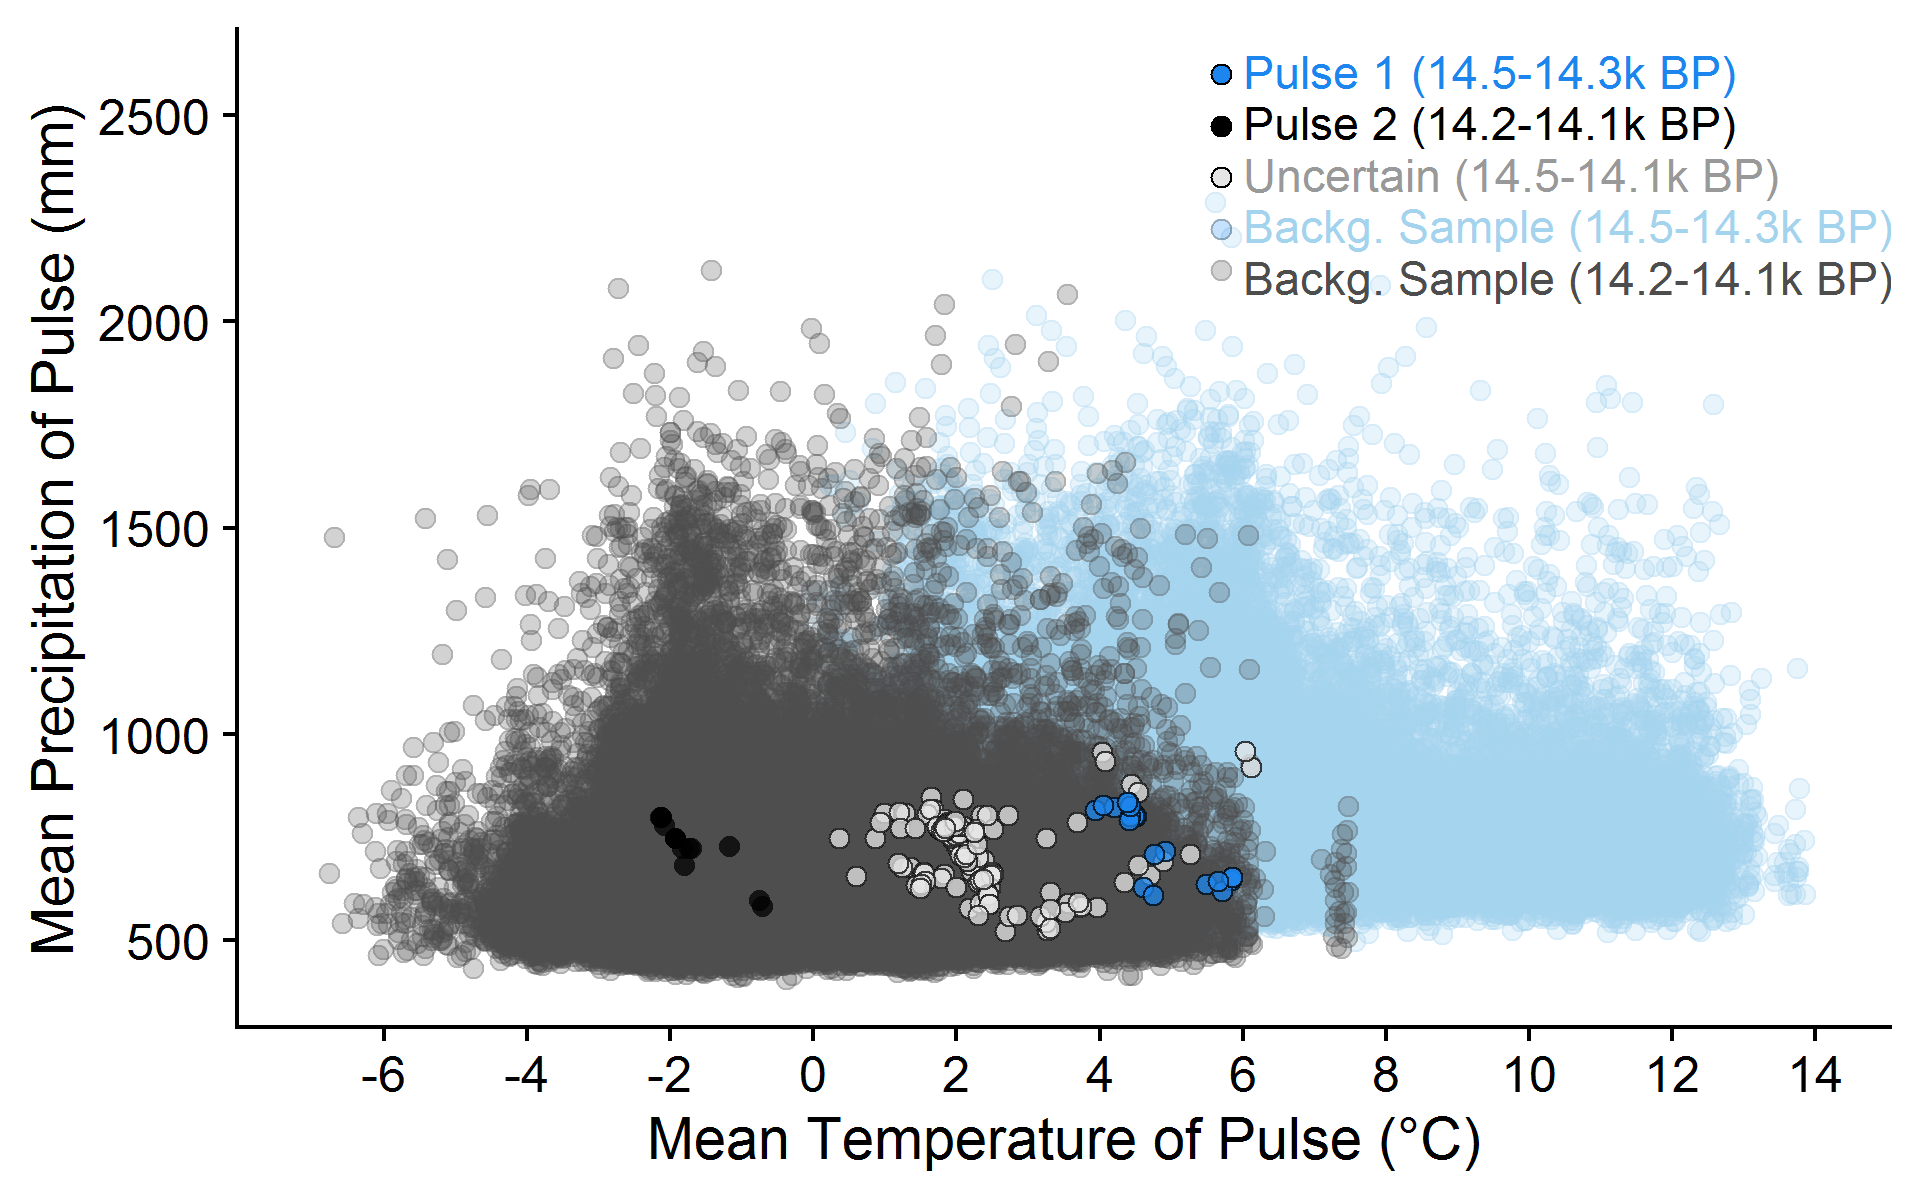 Pulse 1 (14.5-14.3k BP)
Pulse 2 (14.2-14.1k BP)
Uncertain (14.5-14.1k BP)
Backg. Sample (14.5-14.3k BP)
Backg. Sample (14.2-14.1k BP)
Mean Precipitation of Pulse (mm)
2500
2000
1500
1000
500
-6 -4 -2 0 2 4 6 8 10 12 14
Mean Temperature of Pulse (°C)